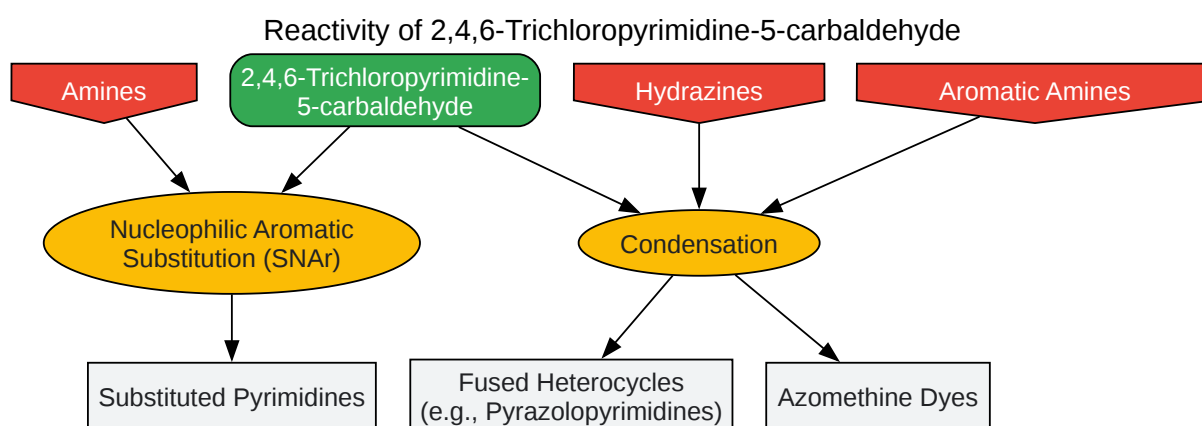 Reactivity of 2,4,6-Trichloropyrimidine-5-carbaldehyde
Amines
2,4,6-Trichloropyrimidine-
5-carbaldehyde
Hydrazines
Aromatic Amines
Nucleophilic Aromatic
Substitution (SNAr)
Condensation
Substituted Pyrimidines
Fused Heterocycles
(e.g., Pyrazolopyrimidines)
Azomethine Dyes